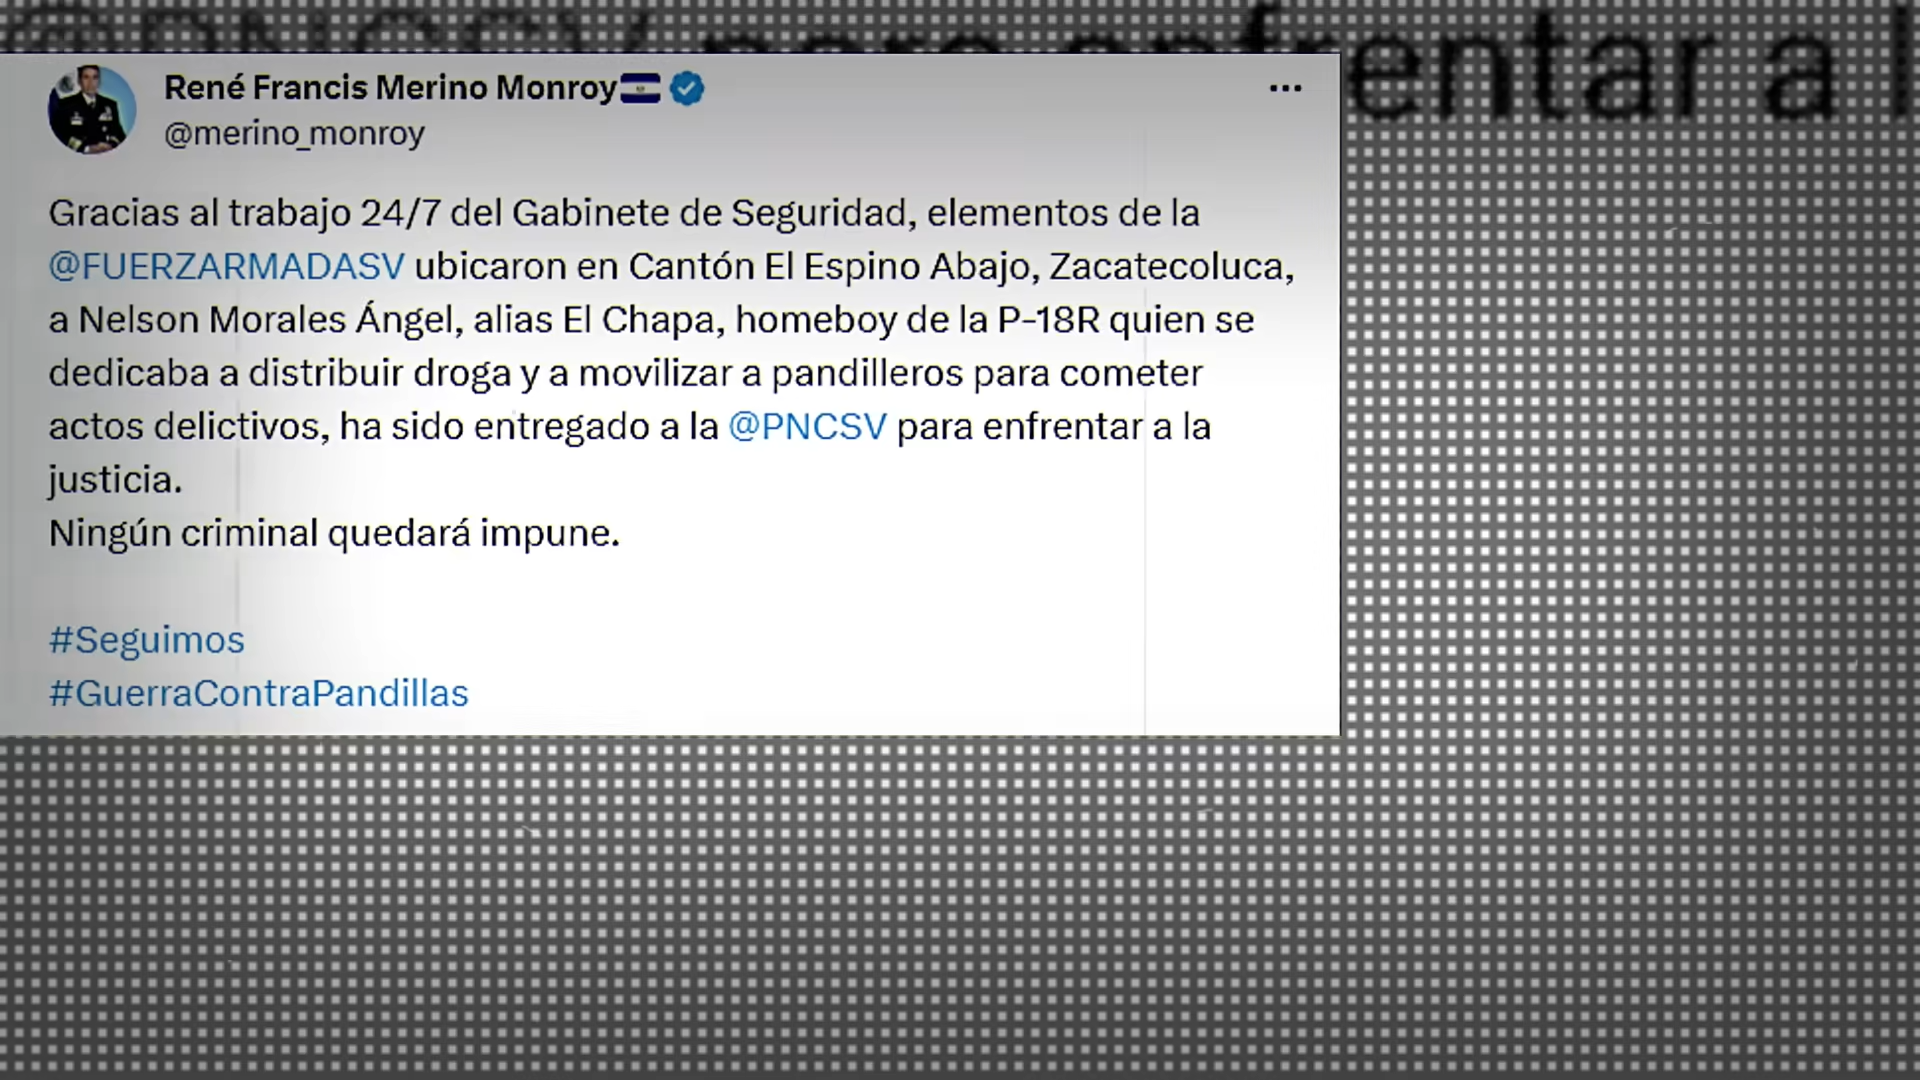 @PNCSV para enfrentar a l
René Francis Merino Monroy
@merino_monroy
Gracias al trabajo 24/7 del Gabinete de Seguridad, elementos de la
@FUERZARMADASV ubicaron en Cantón El Espino Abajo, Zacatecoluca,
a Nelson Morales Ángel, alias El Chapa, homeboy de la P-18R quien se
dedicaba a distribuir droga y a movilizar a pandilleros para cometer
actos delictivos, ha sido entregado a la @PNCSV para enfrentar a la
justicia.
Ningún criminal quedará impune.
#Seguimos
#GuerraContraPandillas